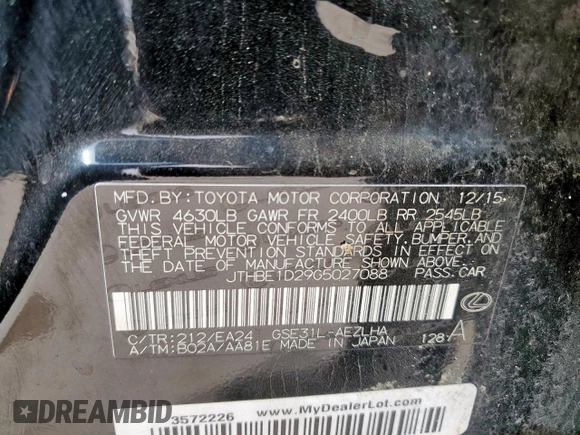 MFD.BY:TOYOTA MOTOR CORPORATION 12/15
GVWR 4630LB GAWR FR 2400LB RR 2545LB
THIS VEHICLE CONFORMS TO ALL APPLICABLE
FEDERAL MOTOR VEHICLE SAFETY, BUMPER, AND
THEFT PREVENTION STANDARDS IN EFFECT ON THE
DATE OF MANUFACTURE SHOWN ABOVE.
JTHBE1D29G5027088 PASS.CAR
C/TR:212/EA24 GSE31L-AEZLHA
A/TM:B02A/AA81E MADE IN JAPAN 128-A
3572226 www.MyDealerLot.com
DREAMBID